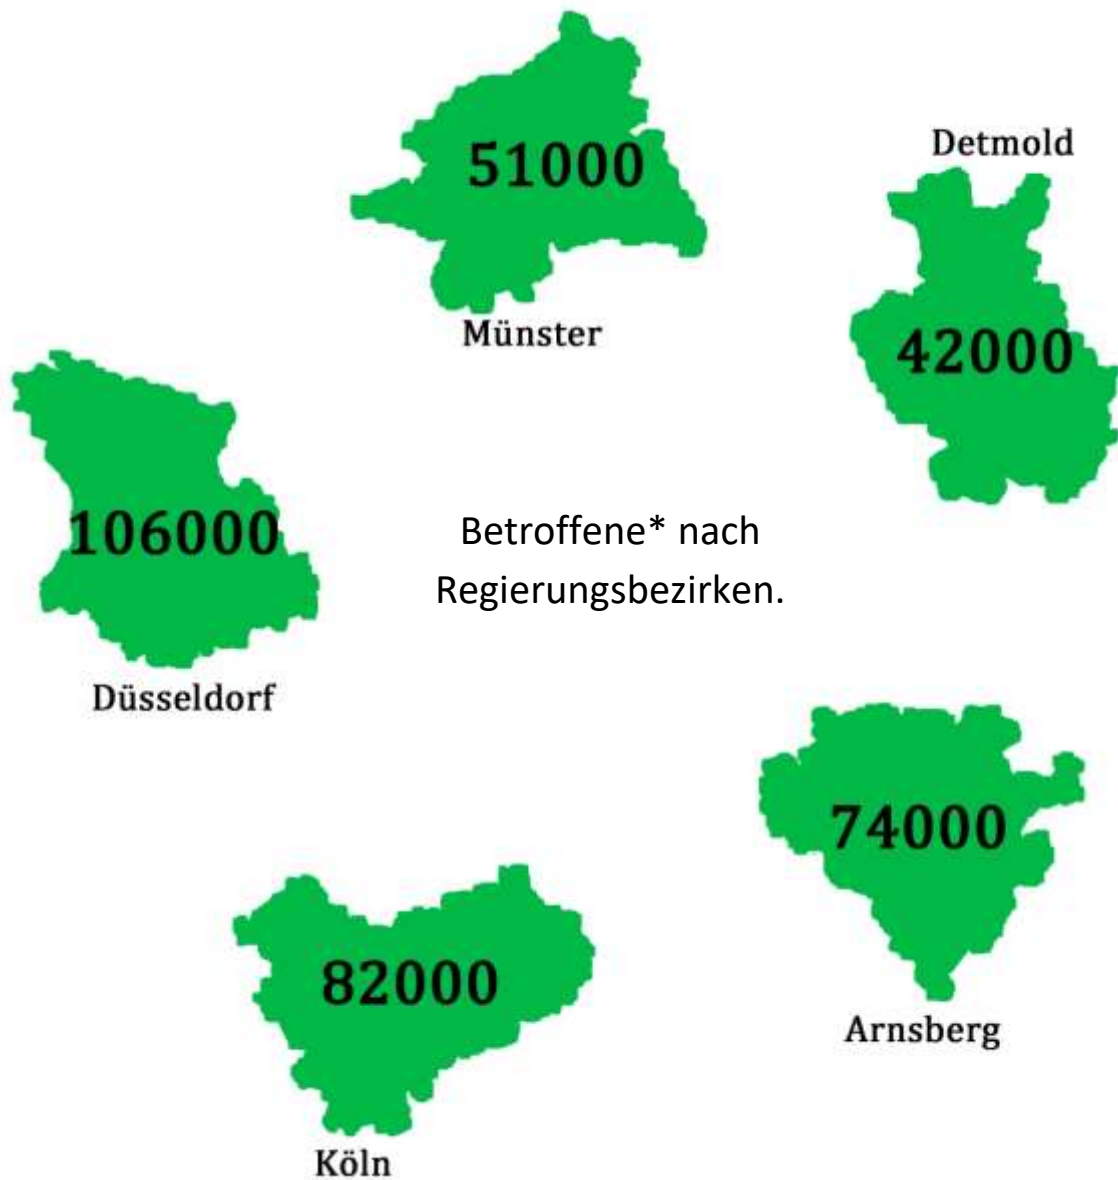 51000
Münster
Detmold
42000
106000
Düsseldorf
Betroffene* nach
Regierungsbezirken.
74000
Arnsberg
82000
Köln